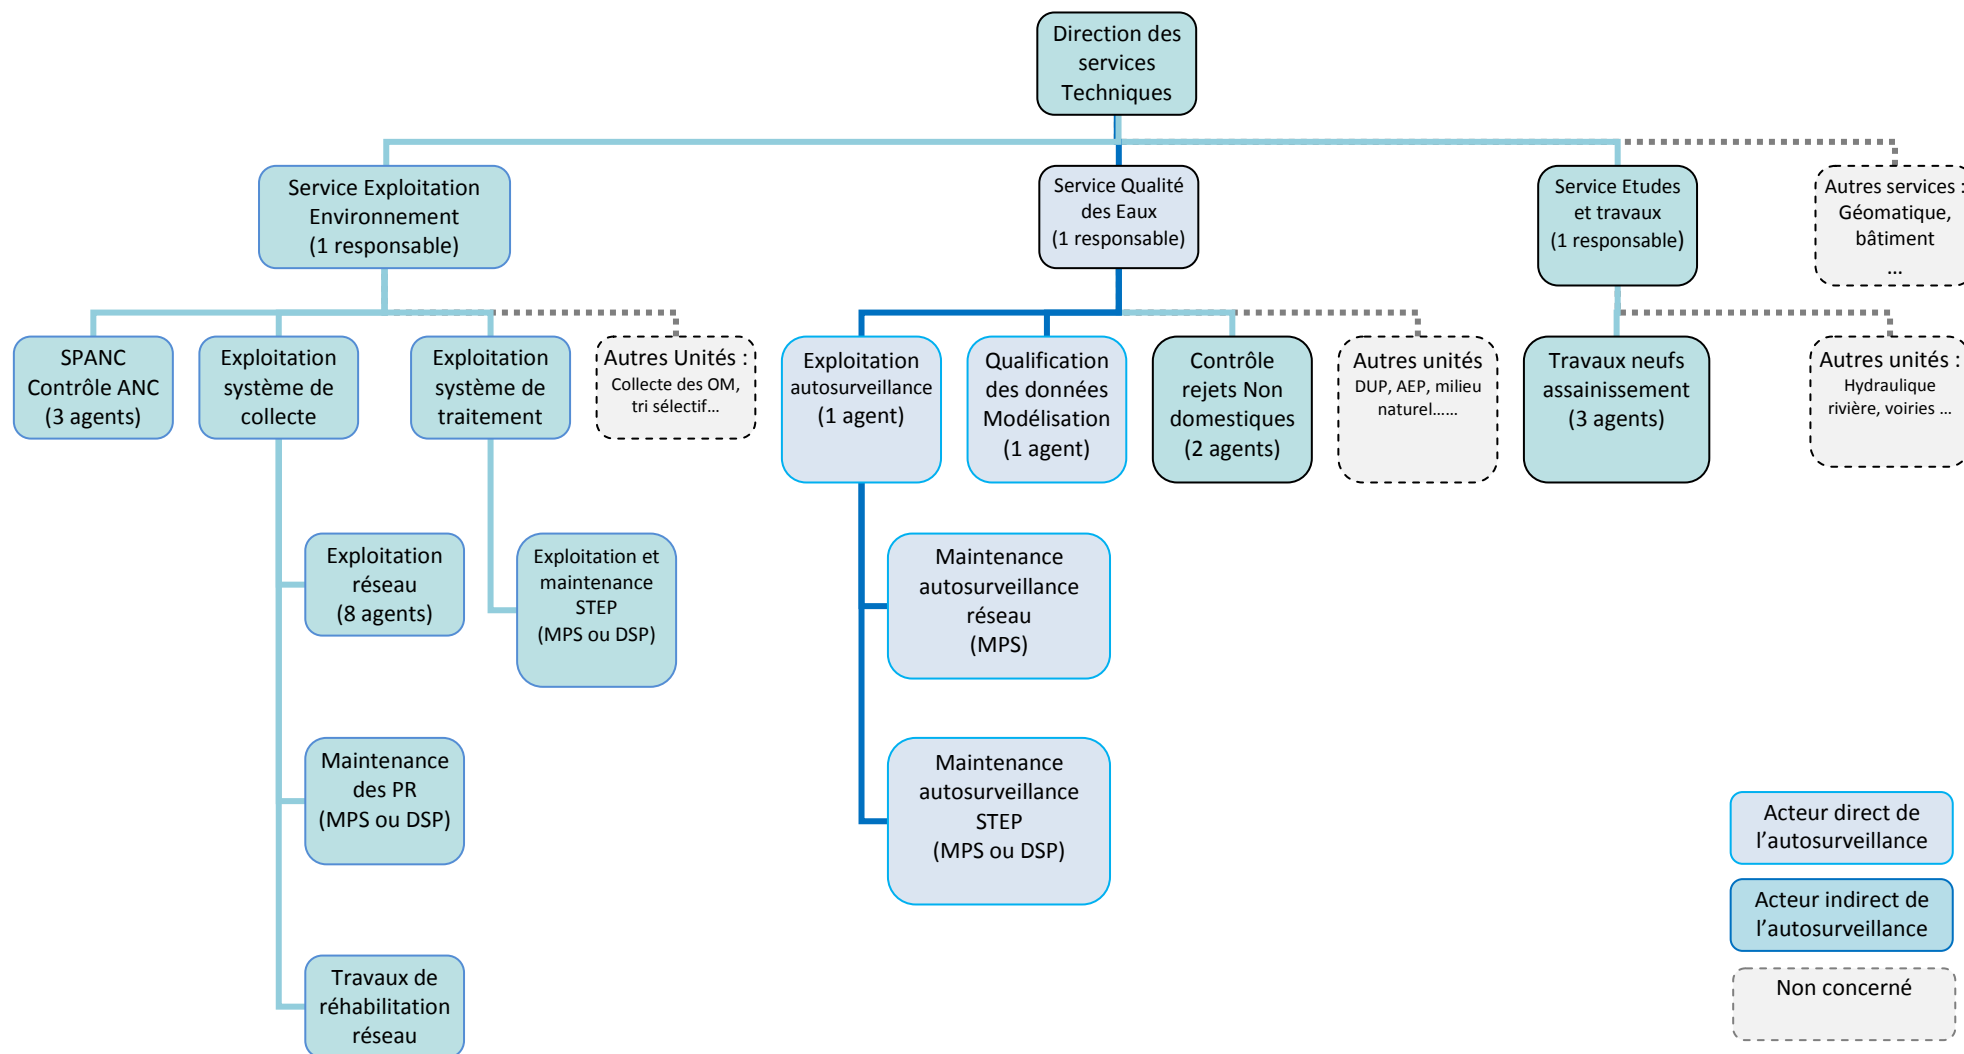 Direction des
services
Techniques
Service Exploitation
Environnement
(1 responsable)
Service Qualité
des Eaux
(1 responsable)
Service Etudes
et travaux
(1 responsable)
Autres services :
Géomatique,
bâtiment
...
SPANC
Contrôle ANC
(3 agents)
Exploitation
système de
collecte
Exploitation
système de
traitement
Autres Unités :
Collecte des OM,
tri sélectif...
Exploitation
autosurveillance
(1 agent)
Qualification
des données
Modélisation
(1 agent)
Contrôle
rejets Non
domestiques
(2 agents)
Autres unités
DUP, AEP, milieu
naturel......
Travaux neufs
assainissement
(3 agents)
Autres unités :
Hydraulique
rivière, voiries ...
Exploitation
réseau
(8 agents)
Exploitation et
maintenance
STEP
(MPS ou DSP)
Maintenance
autosurveillance
réseau
(MPS)
Maintenance
des PR
(MPS ou DSP)
Maintenance
autosurveillance
STEP
(MPS ou DSP)
Travaux de
réhabilitation
réseau
Acteur direct de
l’autosurveillance
Acteur indirect de
l’autosurveillance
Non concerné